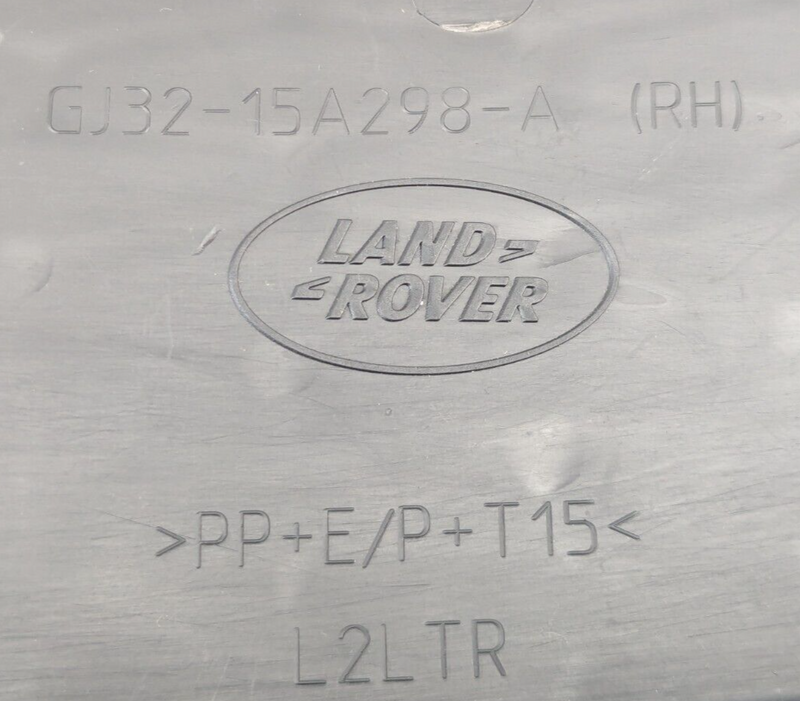 GJ32-15A298-A (RH)
LAND>
<ROVER
>PP+E/P+T15<
L2LTR